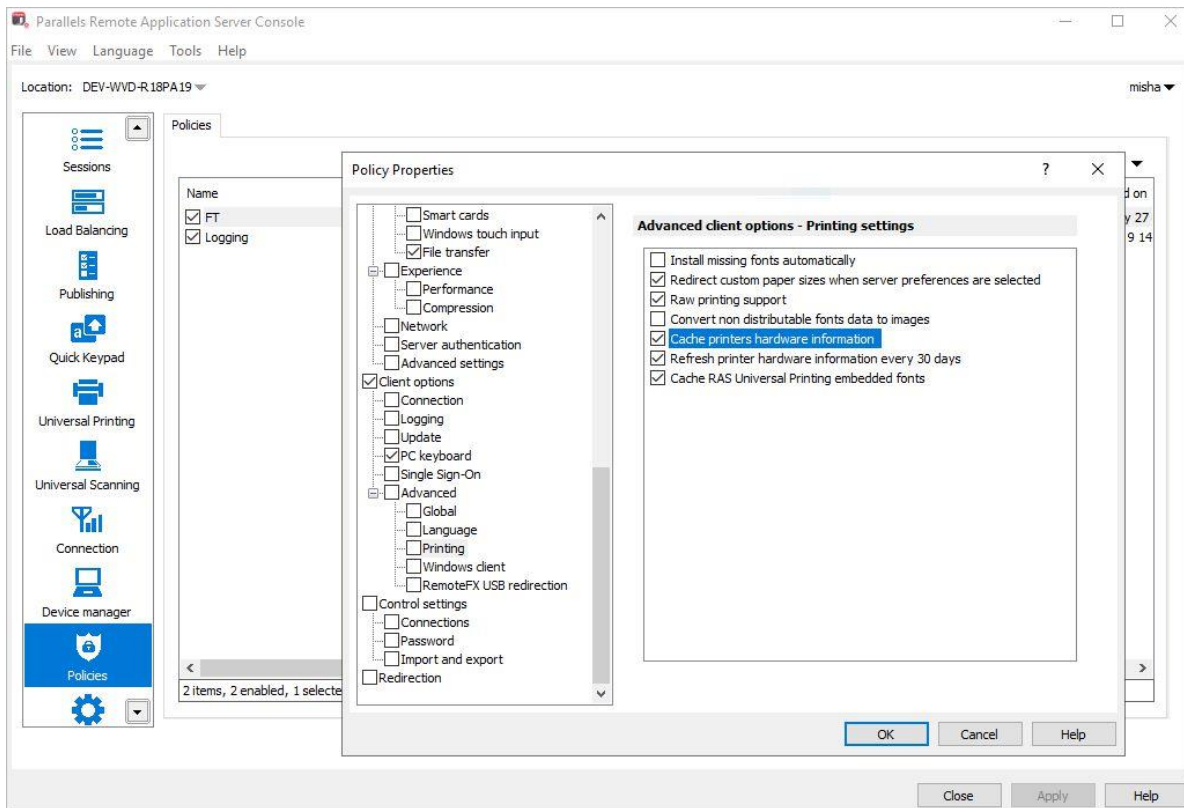 Parallels Remote Application Server Console
File View Language Tools Help
Location: DEV-WVD-R18PA19
misha
Sessions
Load Balancing
Publishing
Quick Keypad
Universal Printing
Universal Scanning
Connection
Device manager
Policies
Policies
Name
FT
Logging
2 items, 2 enabled, 1 selecte
d on
y 27
9 14
Policy Properties
?
Smart cards
Windows touch input
File transfer
Experience
Performance
Compression
Network
Server authentication
Advanced settings
Client options
Connection
Logging
Update
PC keyboard
Single Sign-On
Advanced
Global
Language
Printing
Windows client
RemoteFX USB redirection
Control settings
Connections
Password
Import and export
Redirection
Advanced client options - Printing settings
Install missing fonts automatically
Redirect custom paper sizes when server preferences are selected
Raw printing support
Convert non distributable fonts data to images
Cache printers hardware information
Refresh printer hardware information every 30 days
Cache RAS Universal Printing embedded fonts
OK Cancel Help
Close Apply Help